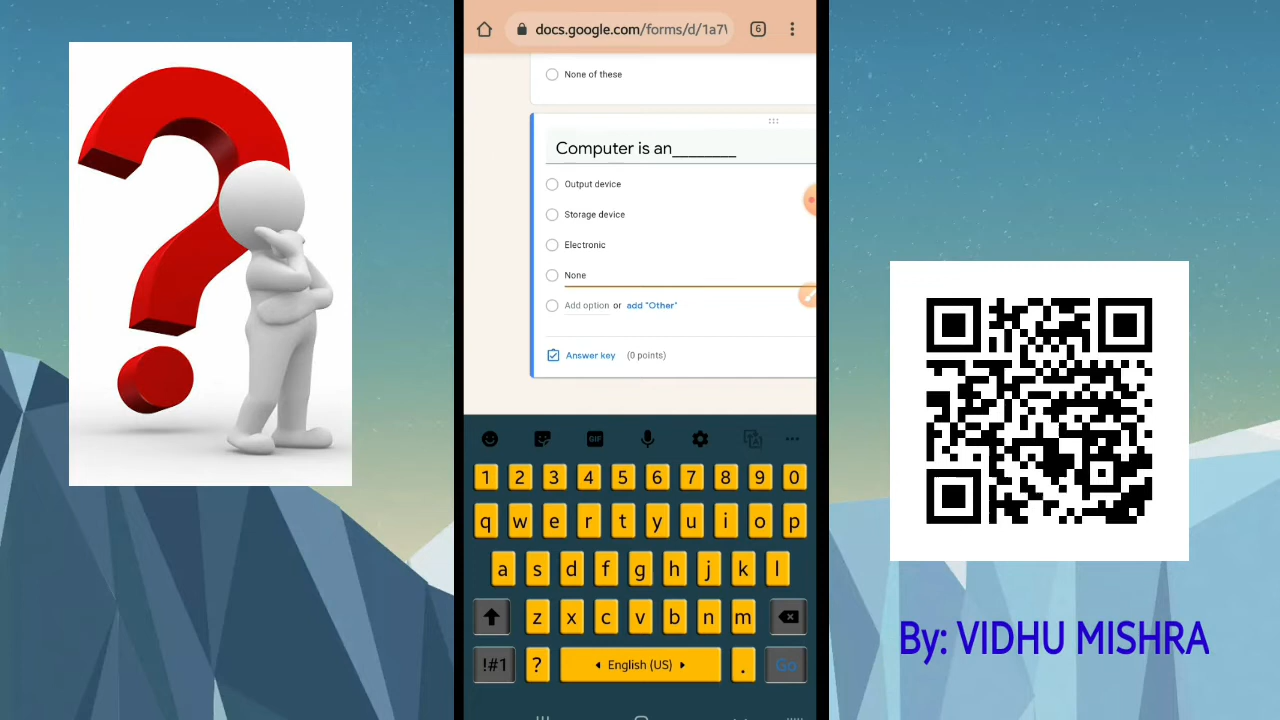 docs.google.com/forms/d/1a7
6
None of these
Computer is an________
Output device
Storage device
Electronic
None
Add option or add "Other"
Answer key (0 points)
GIF
1 2 3 4 5 6 7 8 9 0
q w e r t y u i o p
a s d f g h j k l
z x c v b n m
!#1 ? English (US) . Go
By: VIDHU MISHRA